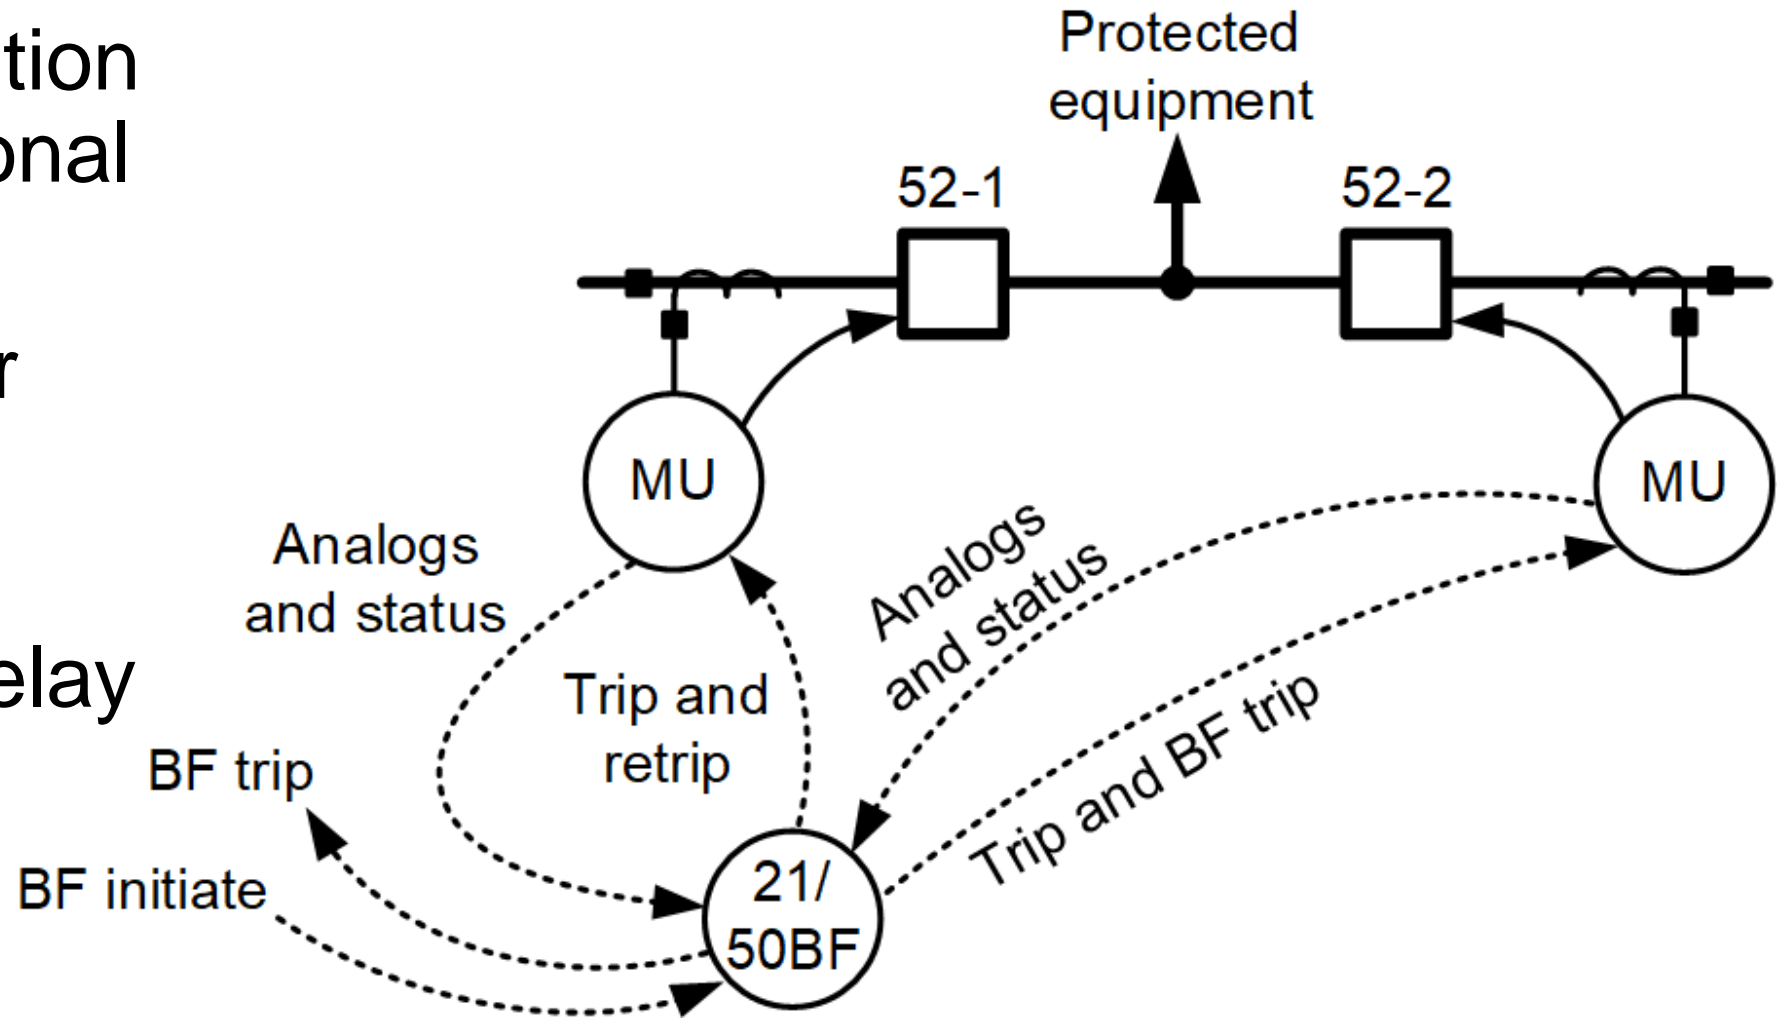 tion
onal
r
elay
Protected
equipment
52-1
52-2
MU
MU
Analogs
and status
Analogs
and status
Trip and
retrip
Trip and BF trip
BF trip
BF initiate
21/
50BF